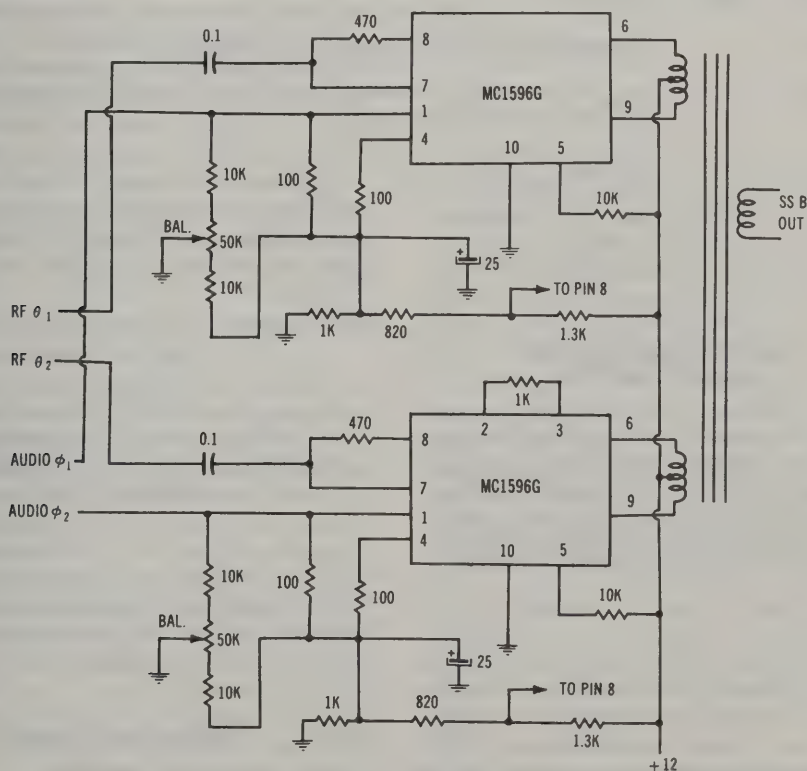 470
6
0.1
8
7
MC1596G
1
9
4
10
5
10K
100
100
10K
SS B
OUT
BAL.
50K
+
25
10K
TO PIN 8
RF θ1
1K
820
1.3K
RF θ2
1K
470
2
3
6
0.1
8
AUDIO ϕ1
7
MC1596G
9
AUDIO ϕ2
1
4
10
5
10K
100
100
10K
BAL.
50K
+
25
10K
TO PIN 8
1K
820
1.3K
+12